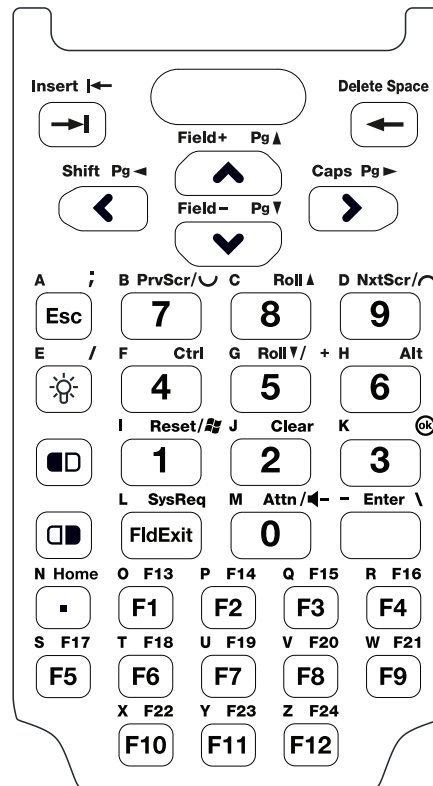 Insert Delete Space
Field+ Pg
Shift Pg Caps Pg
Field- Pg
A ; B PrvScr/ C Roll D NxtScr/
Esc 7 8 9
E / F Ctrl G Roll / + H Alt
4 5 6
I Reset/ J Clear K ok
1 2 3
L SysReq M Attn/ - - Enter \
FldExit 0
N Home O F13 P F14 Q F15 R F16
. F1 F2 F3 F4
S F17 T F18 U F19 V F20 W F21
F5 F6 F7 F8 F9
X F22 Y F23 Z F24
F10 F11 F12